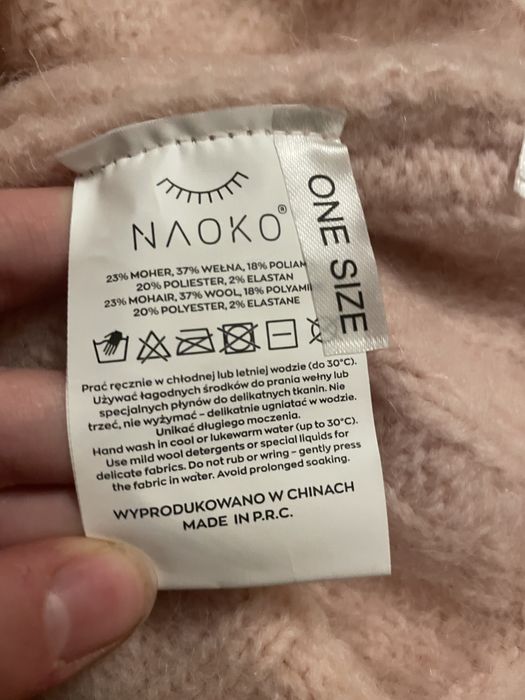 NAOKO®
ONE SIZE
23% MOHER, 37% WEŁNA, 18% POLIAM
20% POLIESTER, 2% ELASTAN
23% MOHAIR, 37% WOOL, 18% POLYAMI
20% POLYESTER, 2% ELASTANE
Prać ręcznie w chłodnej lub letniej wodzie (do 30°C).
Używać łagodnych środków do prania wełny lub
specjalnych płynów do delikatnych tkanin. Nie
trzeć, nie wyżymać – delikatnie ugniatać w wodzie.
Unikać długiego moczenia.
Hand wash in cool or lukewarm water (up to 30°C).
Use mild wool detergents or special liquids for
delicate fabrics. Do not rub or wring – gently press
the fabric in water. Avoid prolonged soaking.
WYPRODUKOWANO W CHINACH
MADE IN P.R.C.